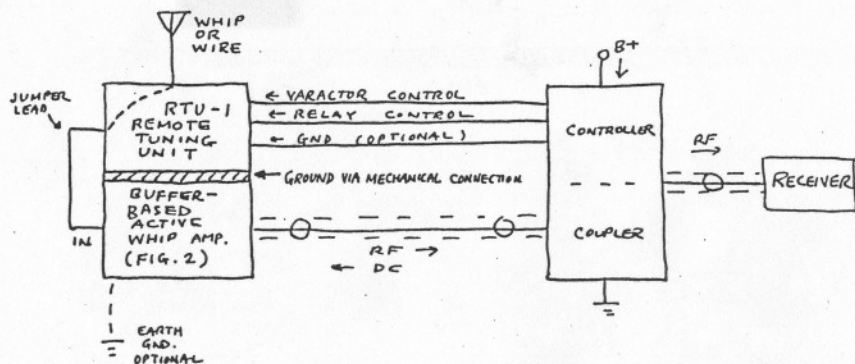 WHIP
OR
WIRE
B+
JUMPER
LEAD
RTU-1
REMOTE
TUNING
UNIT
← VARACTOR CONTROL
← RELAY CONTROL
← GND (OPTIONAL)
CONTROLLER
RF
→
RECEIVER
← GROUND VIA MECHANICAL CONNECTION
BUFFER-
BASED
ACTIVE
WHIP AMP.
(FIG. 2)
IN
RF →
← DC
COUPLER
EARTH
GND.
OPTIONAL